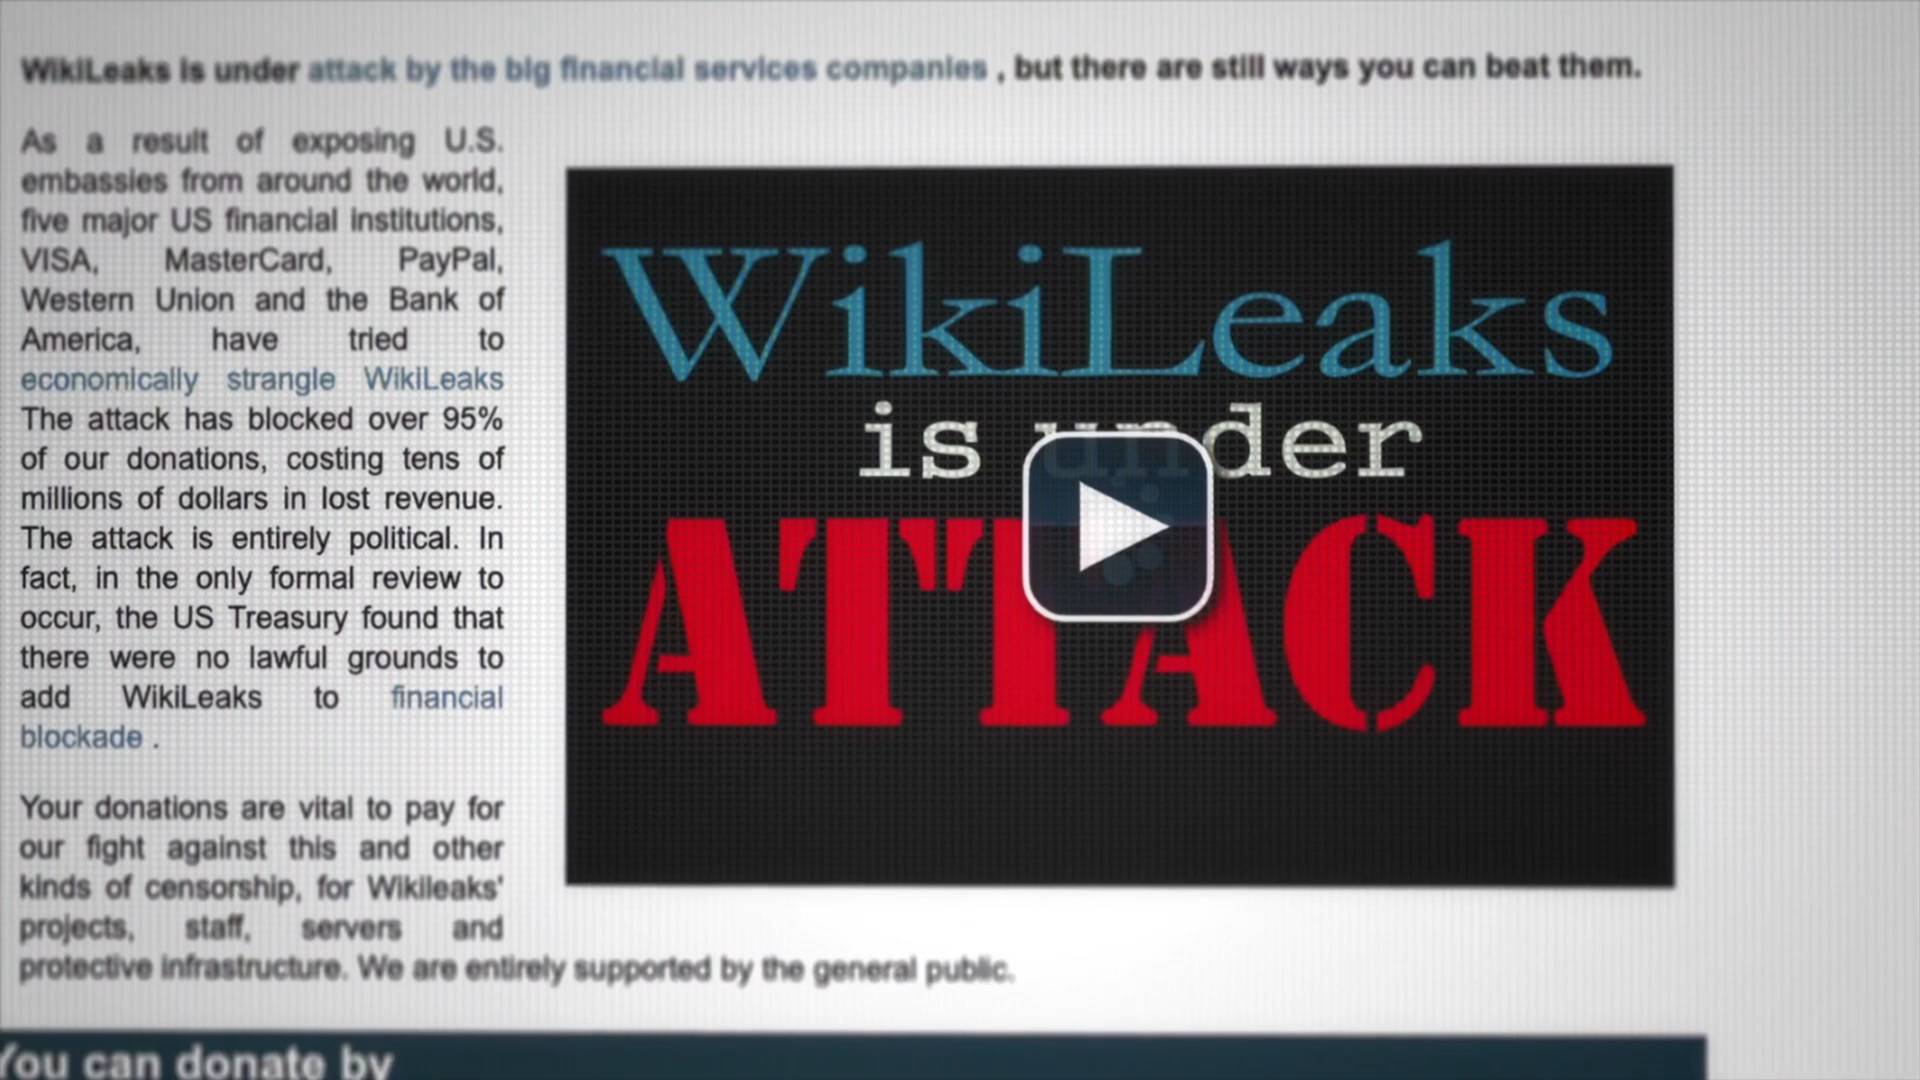 WikiLeaks is under attack by the big financial services companies , but there are still ways you can beat them.
As a result of exposing U.S.
embassies from around the world,
five major US financial institutions,
VISA, MasterCard, PayPal,
Western Union and the Bank of
America, have tried to
economically strangle WikiLeaks
The attack has blocked over 95%
of our donations, costing tens of
millions of dollars in lost revenue.
The attack is entirely political. In
fact, in the only formal review to
occur, the US Treasury found that
there were no lawful grounds to
add WikiLeaks to financial
blockade .
Your donations are vital to pay for
our fight against this and other
kinds of censorship, for Wikileaks'
projects, staff, servers and
protective infrastructure. We are entirely supported by the general public.
WikiLeaks
is under
ATTACK
You can donate by